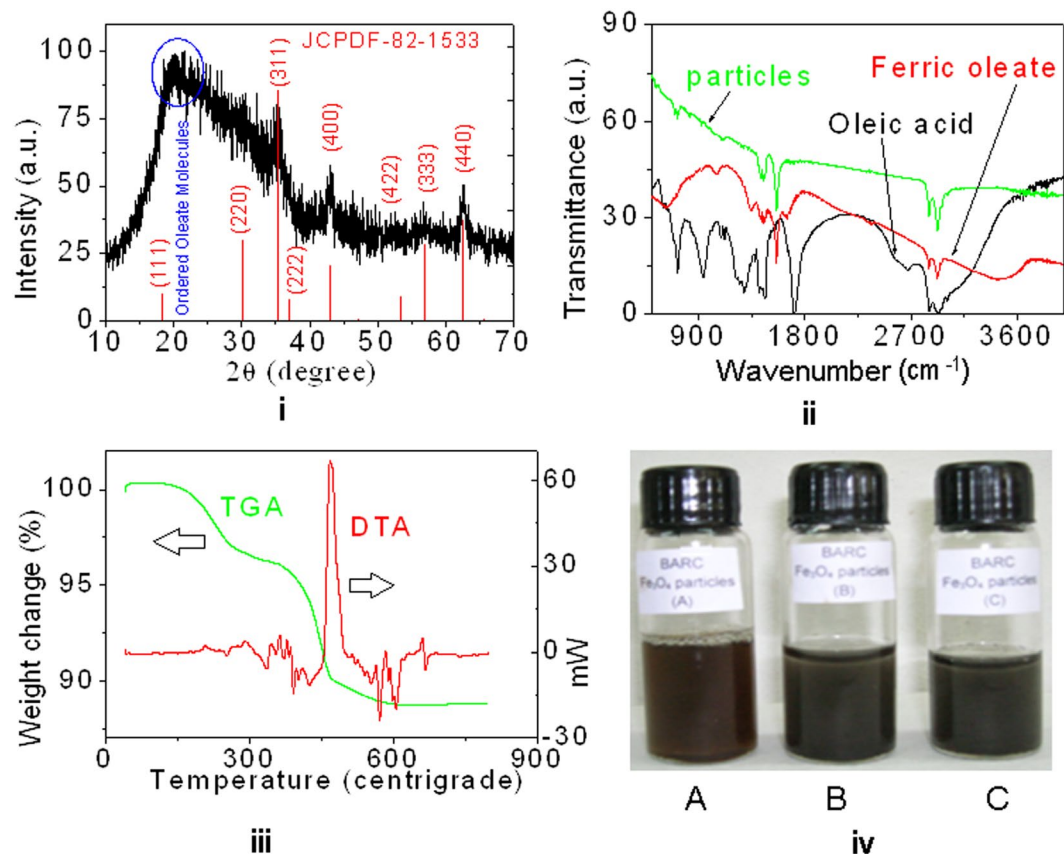 JCPDF-82-1533
Intensity (a.u.)
100
75
50
25
0
(111)
Ordered Oleate Molecules
(220)
(311)
(222)
(400)
(422)
(333)
(440)
10 20 30 40 50 60 70
2θ (degree)
i
Transmittance (a.u.)
90
60
30
0
particles
Ferric oleate
Oleic acid
900 1800 2700 3600
Wavenumber (cm⁻¹)
ii
Weight change (%)
100
95
90
TGA
DTA
60
30
0
-30
mW
0 300 600 900
Temperature (centrigrade)
iii
BARC
Fe₃O₄ particles
(A)
BARC
Fe₃O₄ particles
(B)
BARC
Fe₃O₄ particles
(C)
A B C
iv